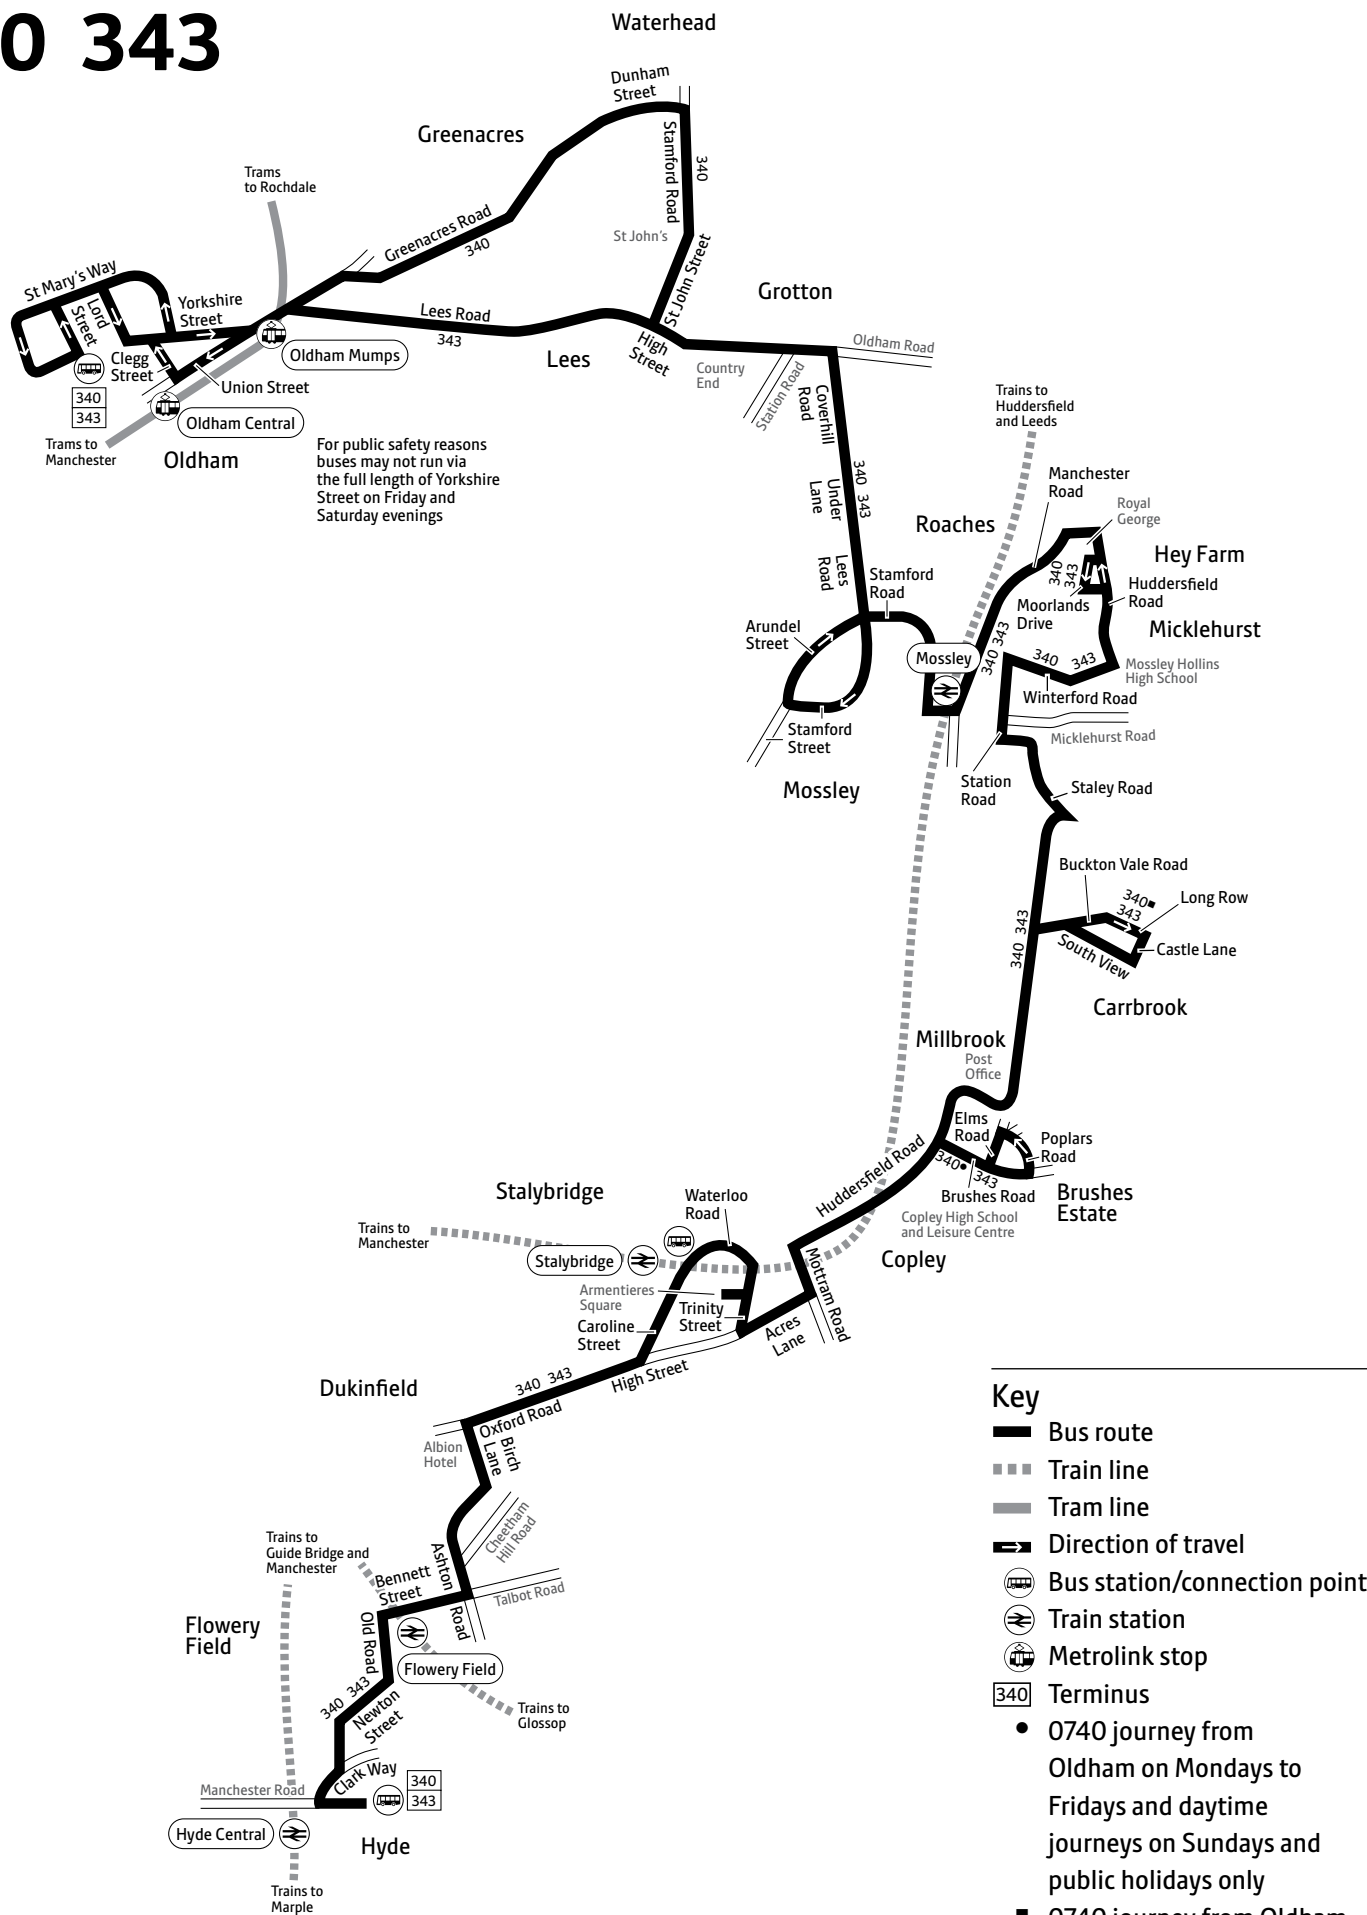 0 343
Waterhead
Dunham
Street
Greenacres
Stamford Road
340
Trams
to Rochdale
Greenacres Road
340
St John's
St John Street
Grotton
St Mary's Way
Lord
Street
Yorkshire
Street
Lees Road
343
Oldham Mumps
Lees
High
Street
Oldham Road
Country
End
Station Road
Coverhill
Road
Clegg
Street
Union Street
340
343
Oldham Central
Trams to
Manchester
Oldham
For public safety reasons
buses may not run via
the full length of Yorkshire
Street on Friday and
Saturday evenings
Trains to
Huddersfield
and Leeds
340 343
Under
Lane
Manchester
Road
Royal
George
Roaches
Hey Farm
Lees
Road
Stamford
Road
340
343
Huddersfield
Road
Moorlands
Drive
Arundel
Street
Micklehurst
Mossley
340 343
340 343
Mossley Hollins
High School
Winterford Road
Stamford
Street
Micklehurst Road
Mossley
Station
Road
Staley Road
Buckton Vale Road
340■
343
Long Row
340 343
South View
Castle Lane
Carrbrook
Millbrook
Post
Office
Elms
Road
Poplars
Road
Huddersfield Road
340●
343
Brushes Road
Brushes
Estate
Copley High School
and Leisure Centre
Stalybridge
Waterloo
Road
Trains to
Manchester
Stalybridge
Copley
Mottram Road
Armentieres
Square
Trinity
Street
Caroline
Street
Acres
Lane
High Street
Dukinfield
340 343
Oxford Road
Albion
Hotel
Birch
Lane
Cheetham
Hill Road
Trains to
Guide Bridge and
Manchester
Bennett
Street
Ashton
Road
Talbot Road
Flowery
Field
Old Road
Flowery Field
340 343
Newton
Street
Trains to
Glossop
Clark Way
Manchester Road
340
343
Hyde Central
Hyde
Trains to
Marple
Key
Bus route
Train line
Tram line
Direction of travel
Bus station/connection point
Train station
Metrolink stop
340 Terminus
● 0740 journey from
Oldham on Mondays to
Fridays and daytime
journeys on Sundays and
public holidays only
■ 0740 journey from Oldham